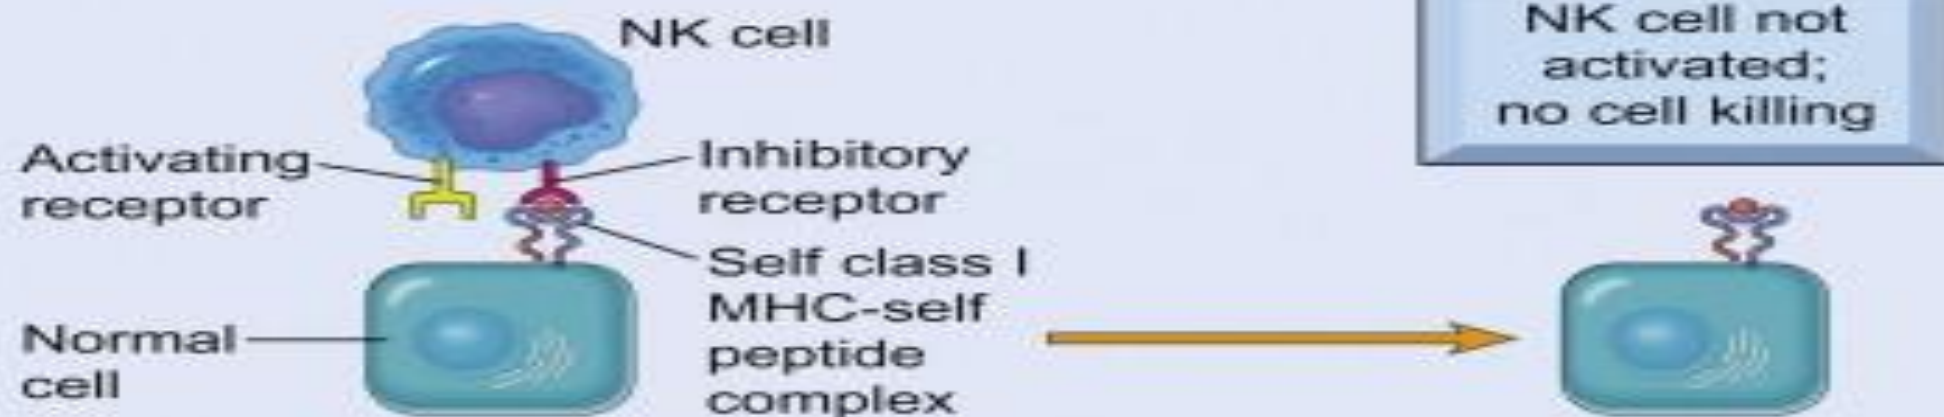 NK cell
NK cell not
activated;
no cell killing
Activating
receptor
Inhibitory
receptor
Self class I
MHC-self
peptide
complex
Normal
cell